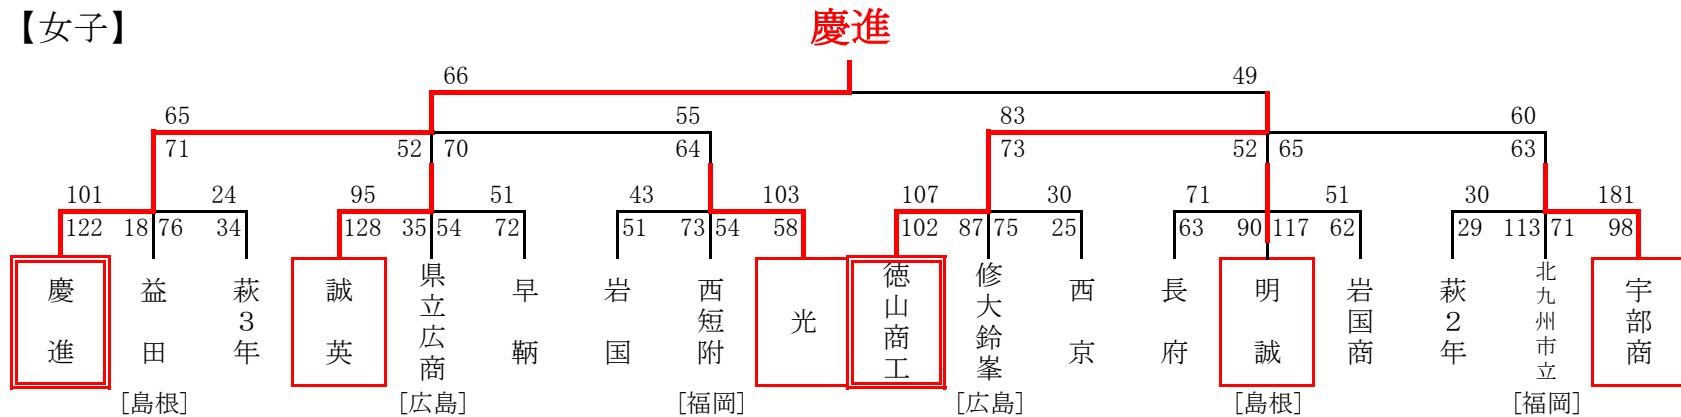 【女子】
慶進
66 49
65 55 83 60
71 52 70 64 73 52 65 63
101 24 95 51 43 103 107 30 71 51 30 181
122 18 76 34 128 35 54 72 51 73 54 58 102 87 75 25 63 90 117 62 29 113 71 98
慶進
益田
萩3年
誠英
県立広商
早鞆
岩国
西短附
光
徳山商工
修大鈴峯
西京
長府
明誠
岩国商
萩2年
北九州市立
宇部商
[島根] [広島] [福岡] [広島] [島根] [福岡]